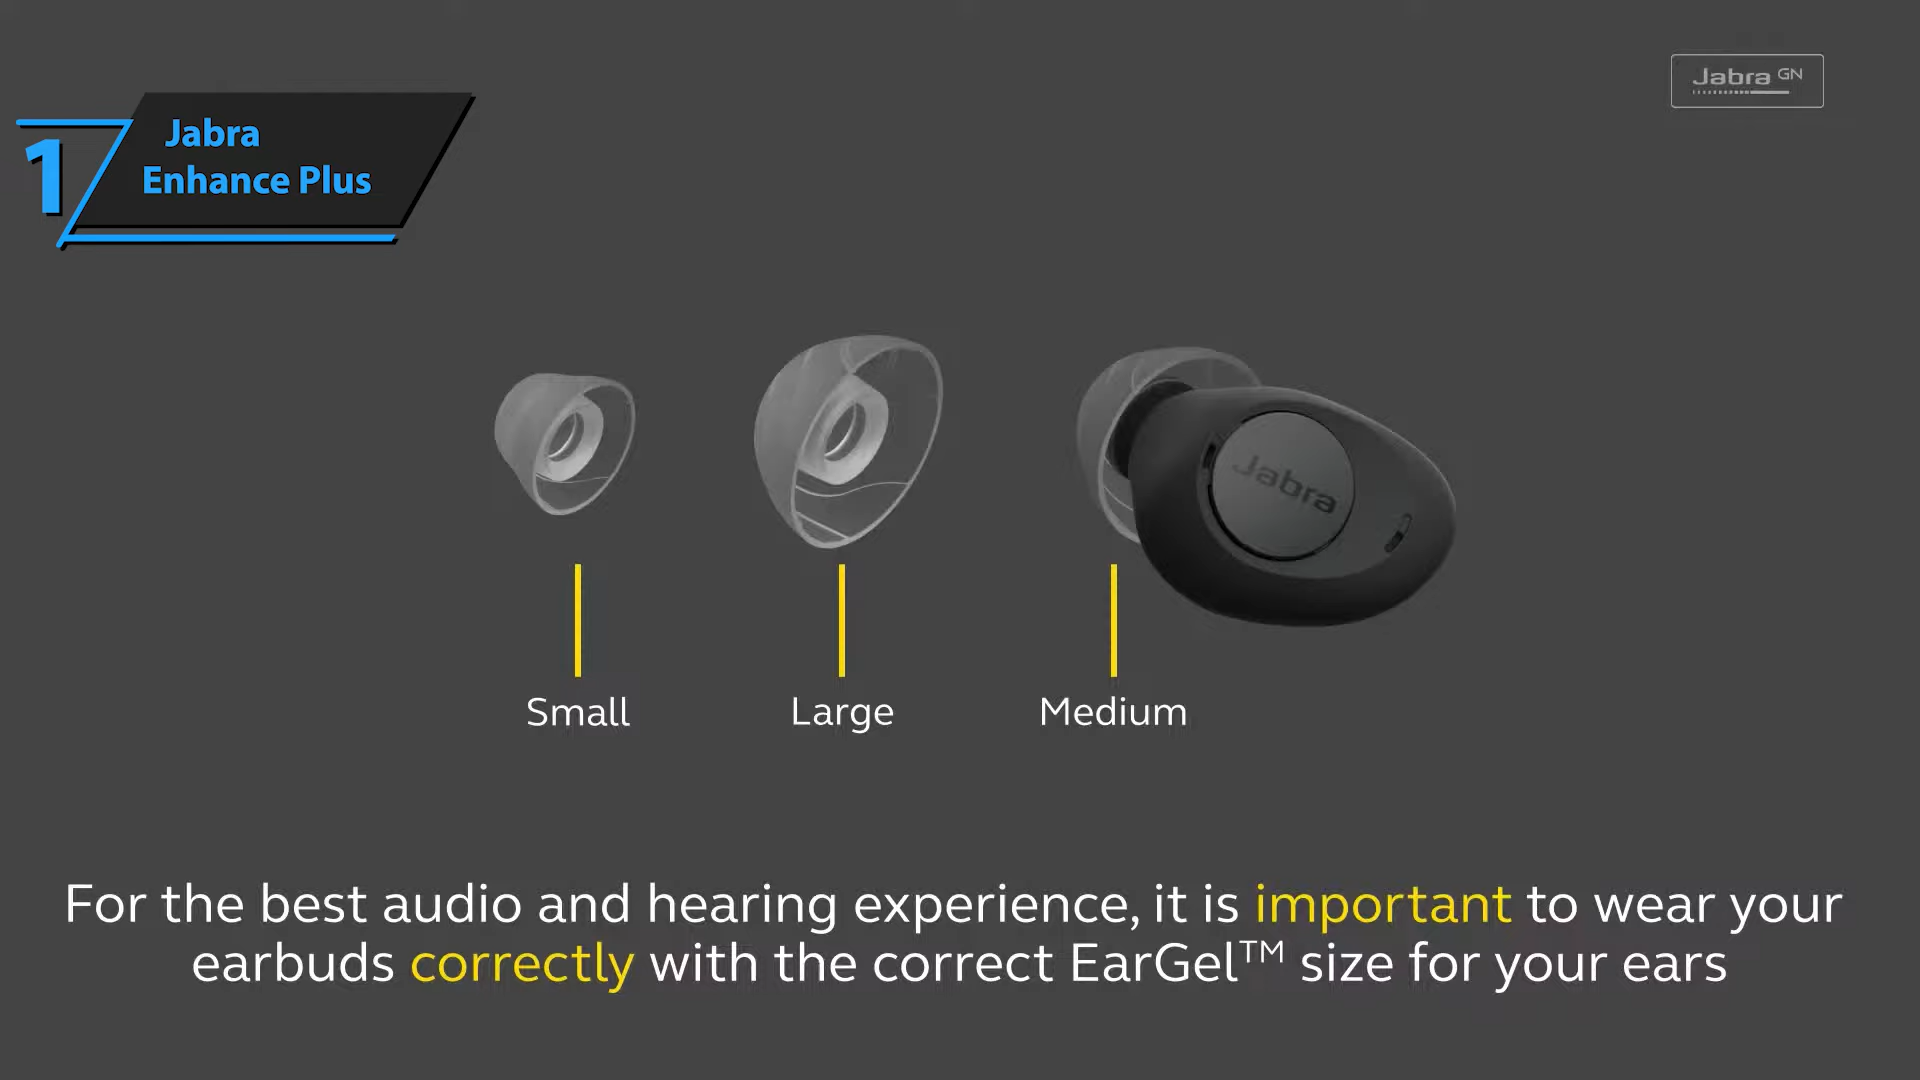 Jabra GN
1
Jabra
Enhance Plus
Jabra
Small
Large
Medium
For the best audio and hearing experience, it is important to wear your
earbuds correctly with the correct EarGel™ size for your ears